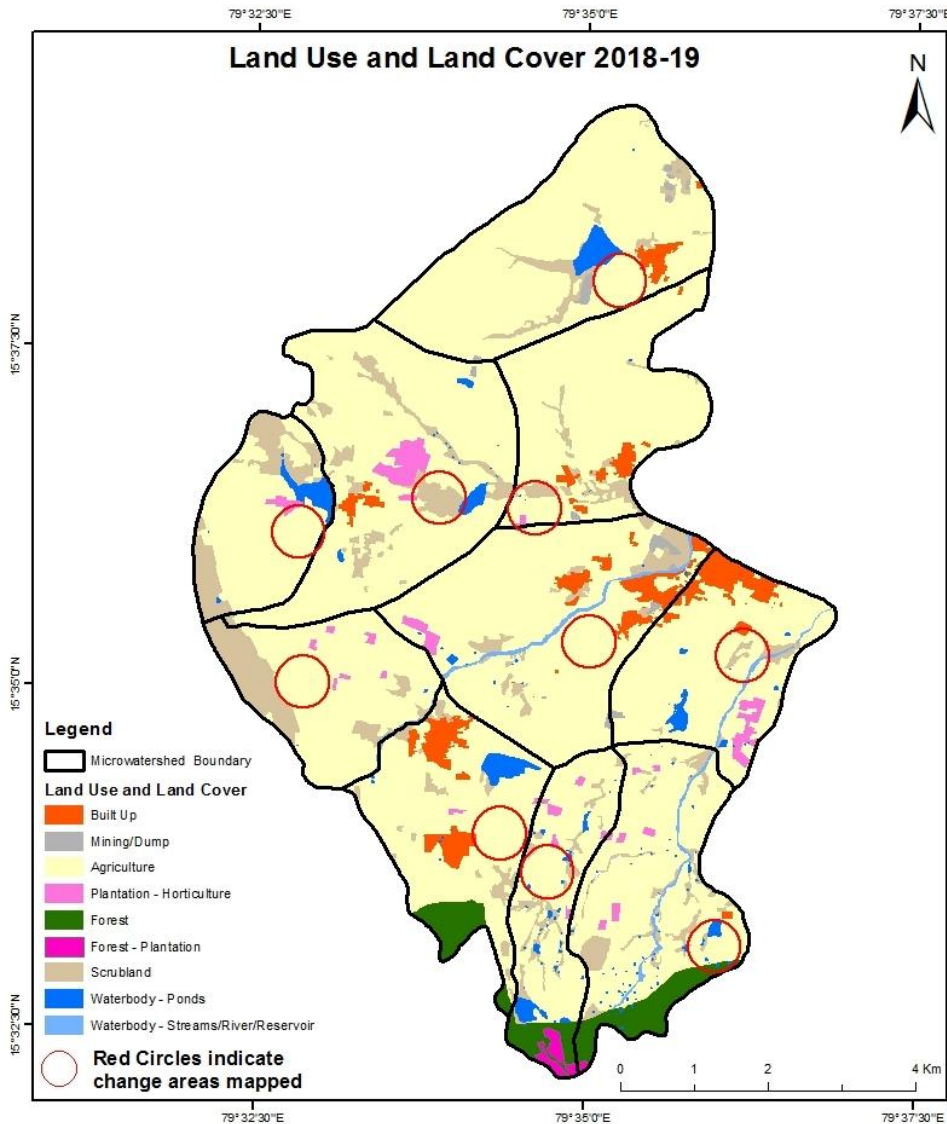 79°32'30"E 79°35'0"E 79°37'30"E
Land Use and Land Cover 2018-19
N
15°37'30"N
15°35'0"N
15°32'30"N
Legend
Microwatershed Boundary
Land Use and Land Cover
Built Up
Mining/Dump
Agriculture
Plantation - Horticulture
Forest
Forest - Plantation
Scrubland
Waterbody - Ponds
Waterbody - Streams/River/Reservoir
Red Circles indicate
change areas mapped
0 1 2 4 Km
79°32'30"E 79°35'0"E 79°37'30"E